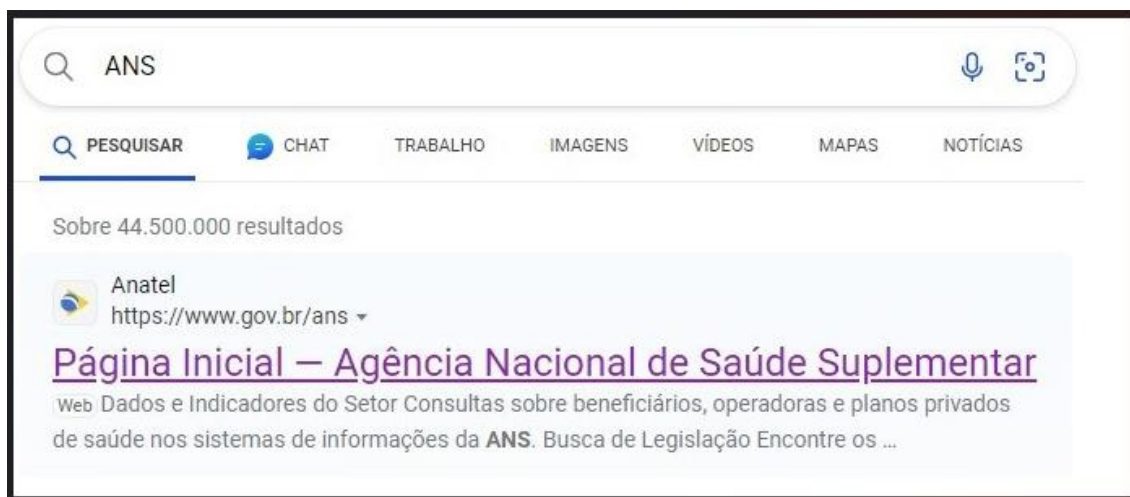 ANS
PESQUISAR CHAT TRABALHO IMAGENS VÍDEOS MAPAS NOTÍCIAS
Sobre 44.500.000 resultados
Anatel
https://www.gov.br/ans
Página Inicial — Agência Nacional de Saúde Suplementar
Web Dados e Indicadores do Setor Consultas sobre beneficiários, operadoras e planos privados
de saúde nos sistemas de informações da ANS. Busca de Legislação Encontre os ...